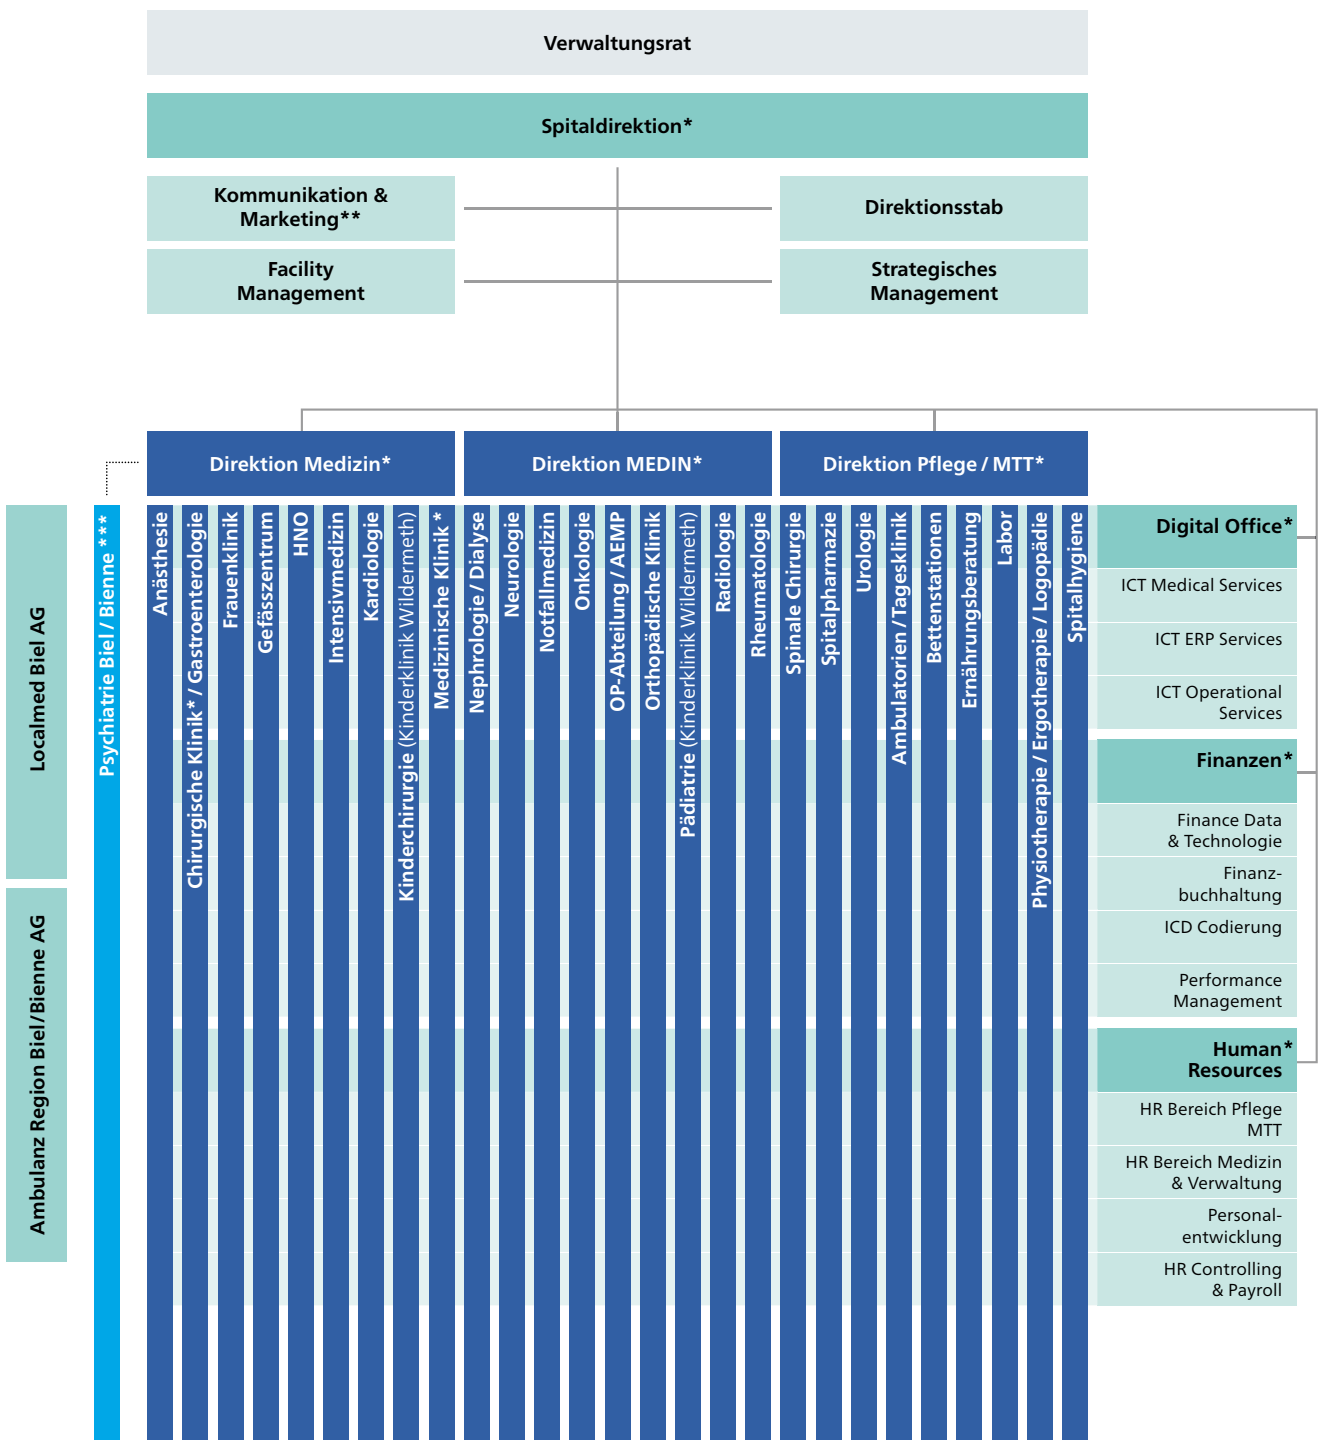 Verwaltungsrat
Spitaldirektion*
Kommunikation &
Marketing**
Direktionsstab
Facility
Management
Strategisches
Management
Direktion Medizin*
Direktion MEDIN*
Direktion Pflege / MTT*
Localmed Biel AG
Ambulanz Region Biel/Bienne AG
Psychiatrie Biel / Bienne ***
Anästhesie
Chirurgische Klinik* / Gastroenterologie
Frauenklinik
Gefässzentrum
HNO
Intensivmedizin
Kardiologie
Kinderchirurgie (Kinderklinik Wildermeth)
Medizinische Klinik *
Nephrologie / Dialyse
Neurologie
Notfallmedizin
Onkologie
OP-Abteilung / AEMP
Orthopädische Klinik
Pädiatrie (Kinderklinik Wildermeth)
Radiologie
Rheumatologie
Spinale Chirurgie
Spitalpharmazie
Urologie
Ambulatorien / Tagesklinik
Bettenstationen
Ernährungsberatung
Labor
Physiotherapie / Ergotherapie / Logopädie
Spitalhygiene
Digital Office*
ICT Medical Services
ICT ERP Services
ICT Operational
Services
Finanzen*
Finance Data
& Technologie
Finanz-
buchhaltung
ICD Codierung
Performance
Management
Human*
Resources
HR Bereich Pflege
MTT
HR Bereich Medizin
& Verwaltung
Personal-
entwicklung
HR Controlling
& Payroll